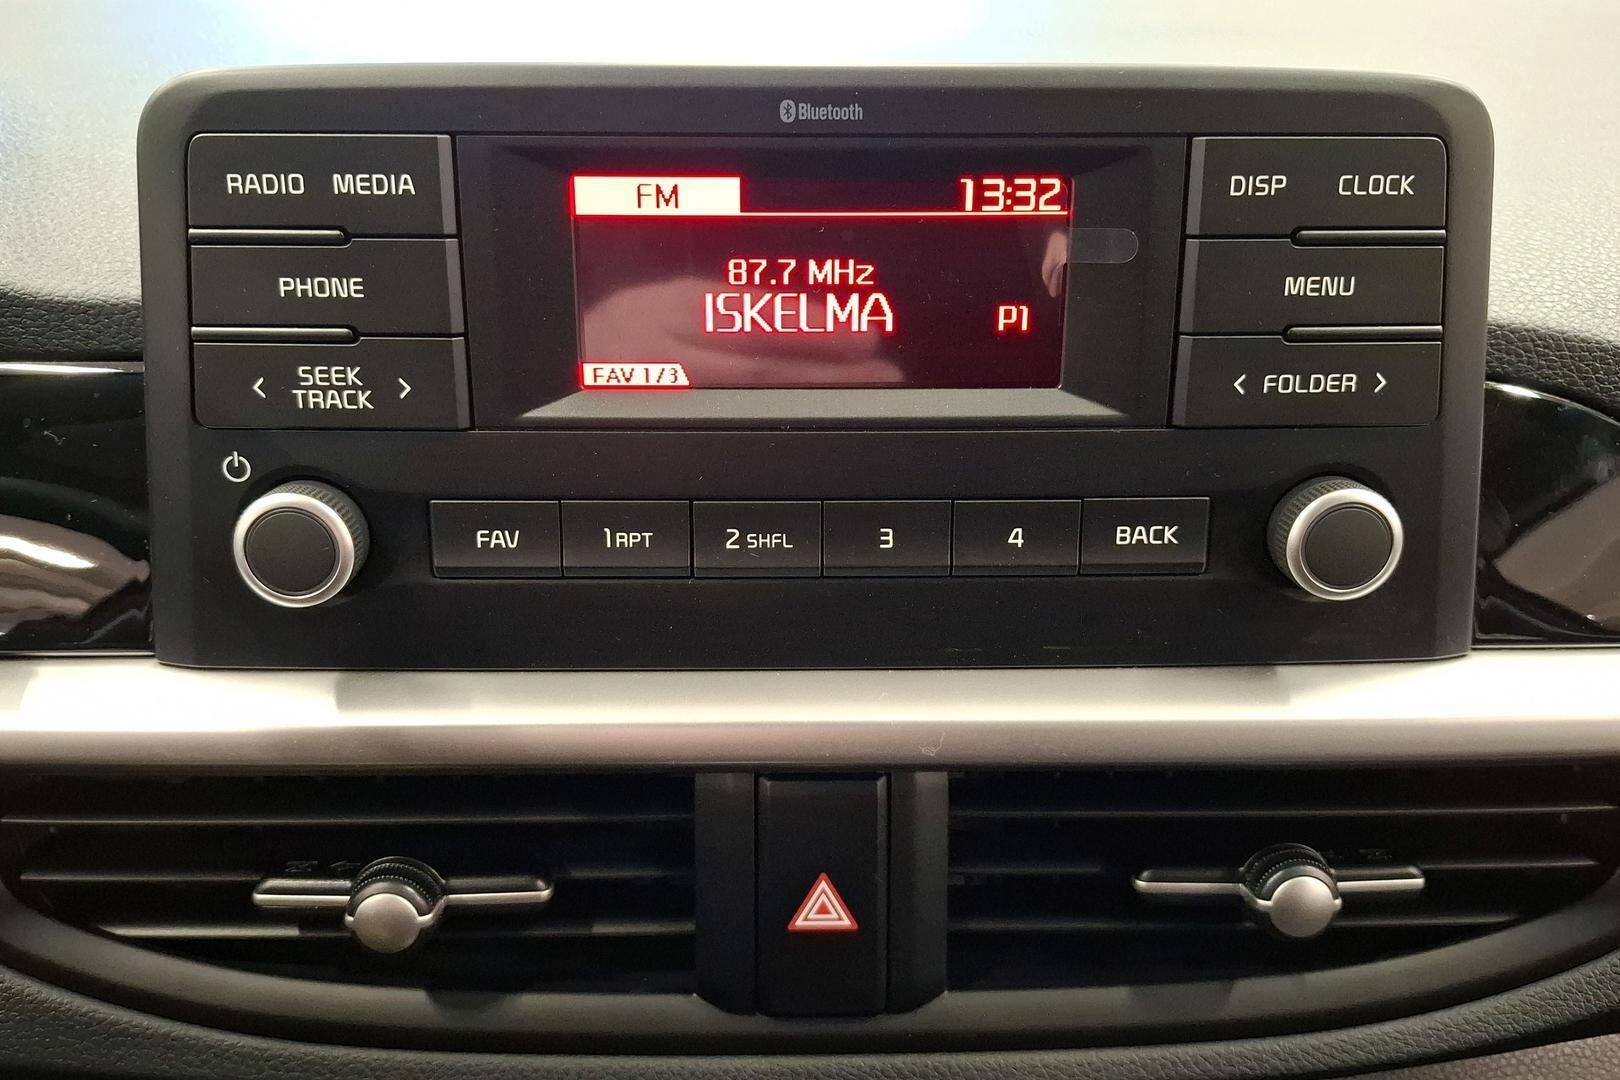 Bluetooth
RADIO MEDIA
PHONE
< SEEK TRACK >
FM 13:32
87.7 MHz
ISKELMA P1
FAV 1/3
DISP CLOCK
MENU
< FOLDER >
FAV 1 RPT 2 SHFL 3 4 BACK